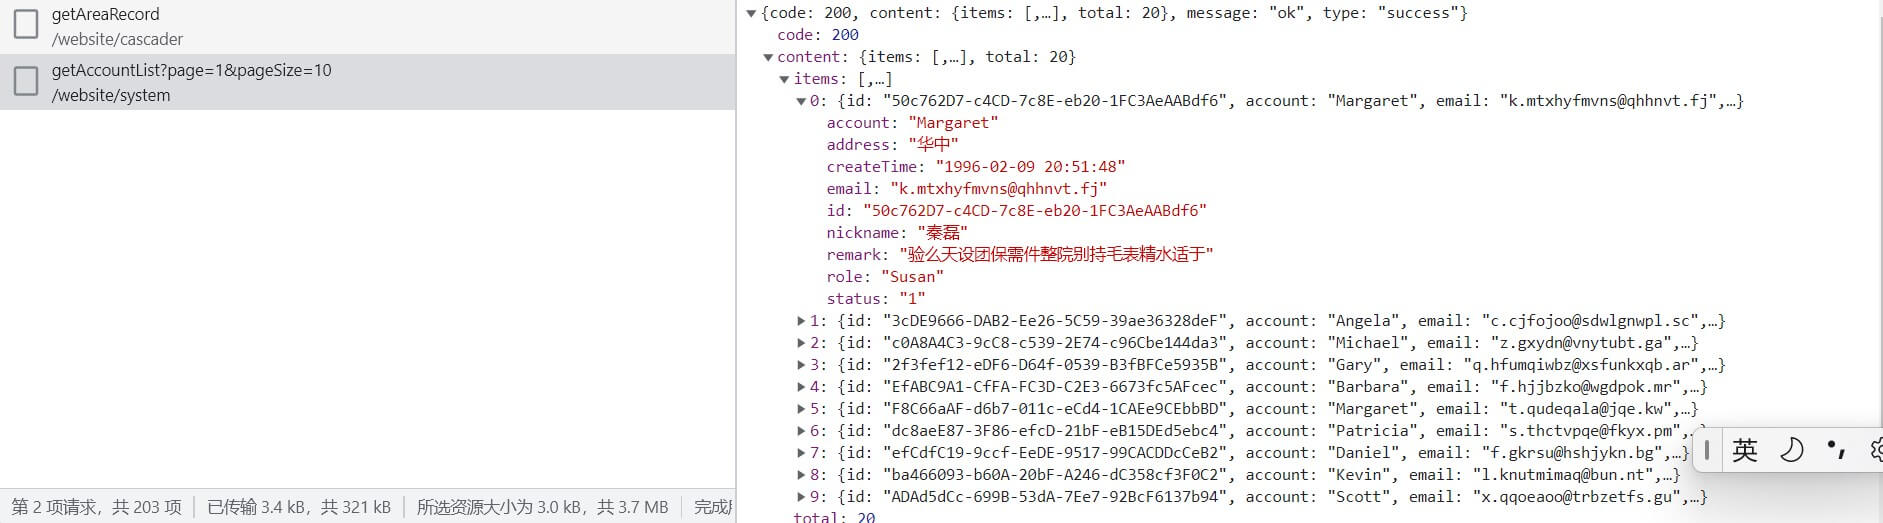 getAreaRecord
/website/cascader
getAccountList?page=1&pageSize=10
/website/system
第 2 项请求，共 203 项
已传输 3.4 kB，共 321 kB
所选资源大小为 3.0 kB，共 3.7 MB
{code: 200, content: {items: [,…], total: 20}, message: "ok", type: "success"}
code: 200
content: {items: [,…], total: 20}
items: [,…]
0: {id: "50c762D7-c4CD-7c8E-eb20-1FC3AeAABdf6", account: "Margaret", email: "k.mtxhyfmvns@qhhnvt.fj",…}
account: "Margaret"
address: "华中"
createTime: "1996-02-09 20:51:48"
email: "k.mtxhyfmvns@qhhnvt.fj"
id: "50c762D7-c4CD-7c8E-eb20-1FC3AeAABdf6"
nickname: "秦磊"
remark: "验么天设团保需件整院别持毛表精水适于"
role: "Susan"
status: "1"
1: {id: "3cDE9666-DAB2-Ee26-5C59-39ae36328deF", account: "Angela", email: "c.cjfojoo@sdwlgnwpl.sc",…}
2: {id: "c0A8A4C3-9cC8-c539-2E74-c96Cbe144da3", account: "Michael", email: "z.gxydn@vnytubt.ga",…}
3: {id: "2f3fef12-eDF6-D64f-0539-B3fBFCe5935B", account: "Gary", email: "q.hfumqiwbz@xsfunkxqb.ar",…}
4: {id: "EfABC9A1-CfFA-FC3D-C2E3-6673fc5AFcec", account: "Barbara", email: "f.hjjbzko@wgdpok.mr",…}
5: {id: "F8C66aAF-d6b7-011c-eCd4-1CAEe9CEbbBD", account: "Margaret", email: "t.qudeqala@jqe.kw",…}
6: {id: "dc8aeE87-3F86-efcD-21bF-eB15DEd5ebc4", account: "Patricia", email: "s.thctvpqe@fkyx.pm",…}
7: {id: "efCdfC19-9ccf-EeDE-9517-99CACDDcCeB2", account: "Daniel", email: "f.gkrsu@hshjykn.bg",…}
8: {id: "ba466093-b60A-20bF-A246-dC358cf3F0C2", account: "Kevin", email: "l.knutmimaq@bun.nt",…}
9: {id: "ADAd5dCc-699B-53dA-7Ee7-92BcF6137b94", account: "Scott", email: "x.qqoeaoo@trbzetfs.gu",…}
total: 20
英